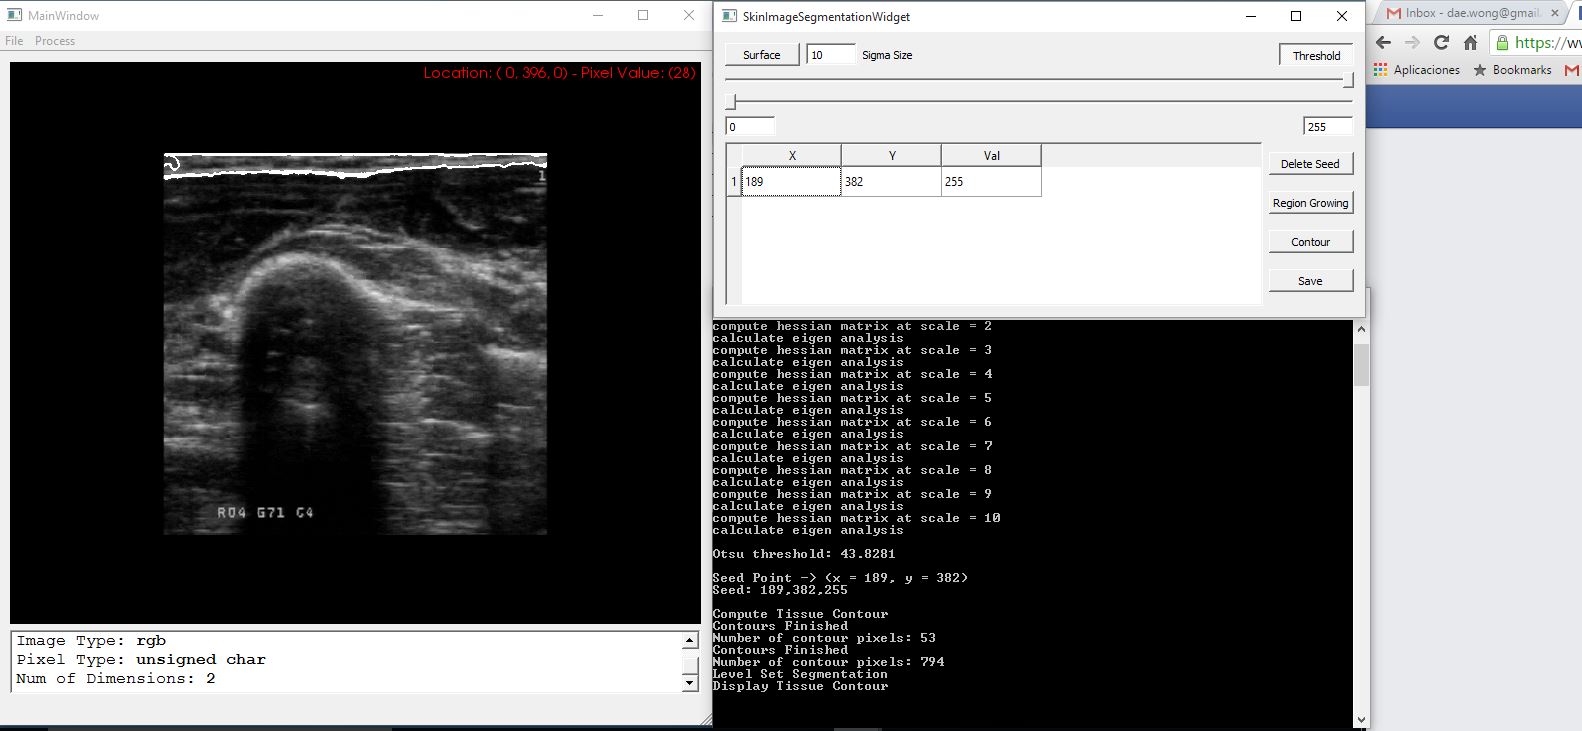 MainWindow
File Process
Location: ( 0, 396, 0) - Pixel Value: (28)
1
R04 G71 C4
Image Type: rgb
Pixel Type: unsigned char
Num of Dimensions: 2
SkinImageSegmentationWidget
Surface 10 Sigma Size Threshold
0 255
X Y Val
1 189 382 255
Delete Seed
Region Growing
Contour
Save
compute hessian matrix at scale = 2
calculate eigen analysis
compute hessian matrix at scale = 3
calculate eigen analysis
compute hessian matrix at scale = 4
calculate eigen analysis
compute hessian matrix at scale = 5
calculate eigen analysis
compute hessian matrix at scale = 6
calculate eigen analysis
compute hessian matrix at scale = 7
calculate eigen analysis
compute hessian matrix at scale = 8
calculate eigen analysis
compute hessian matrix at scale = 9
calculate eigen analysis
compute hessian matrix at scale = 10
calculate eigen analysis
Otsu threshold: 43.8281
Seed Point -> (x = 189, y = 382)
Seed: 189,382,255
Compute Tissue Contour
Contours Finished
Number of contour pixels: 53
Contours Finished
Number of contour pixels: 794
Level Set Segmentation
Display Tissue Contour
Inbox - dae.wong@gmail
https://w
Aplicaciones Bookmarks